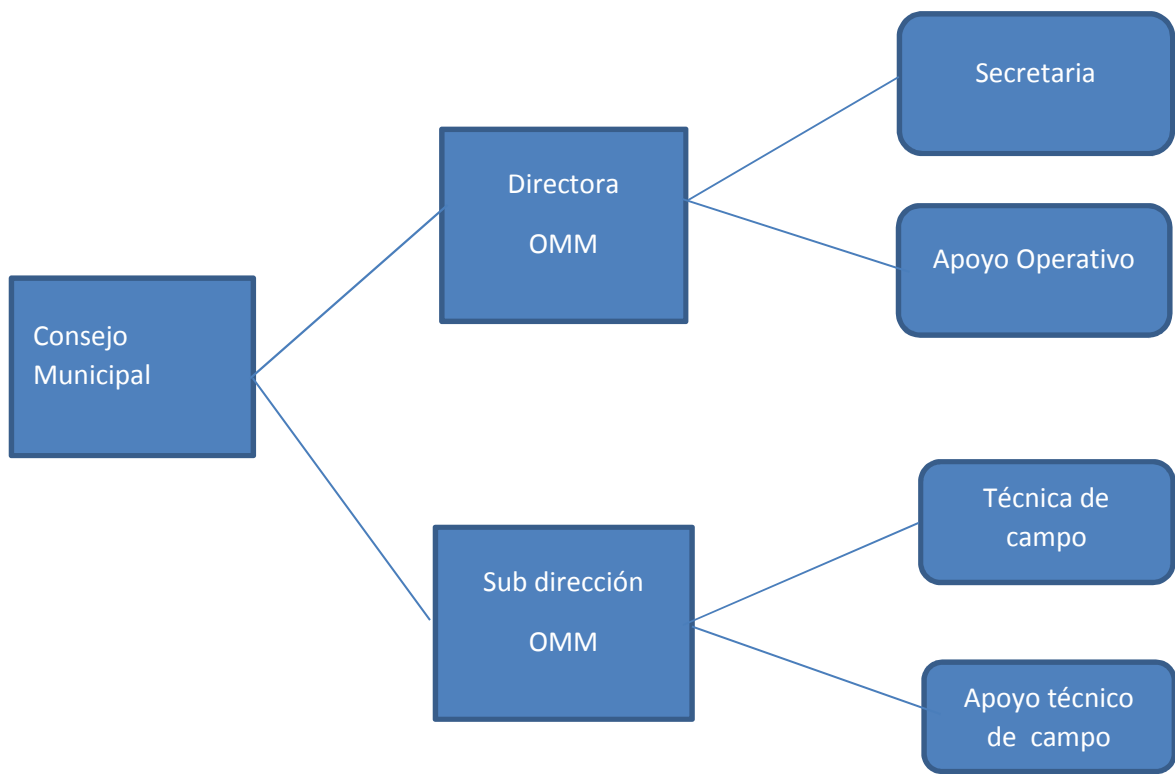 Consejo
Municipal
Directora
OMM
Secretaria
Apoyo Operativo
Sub dirección
OMM
Técnica de
campo
Apoyo técnico
de campo